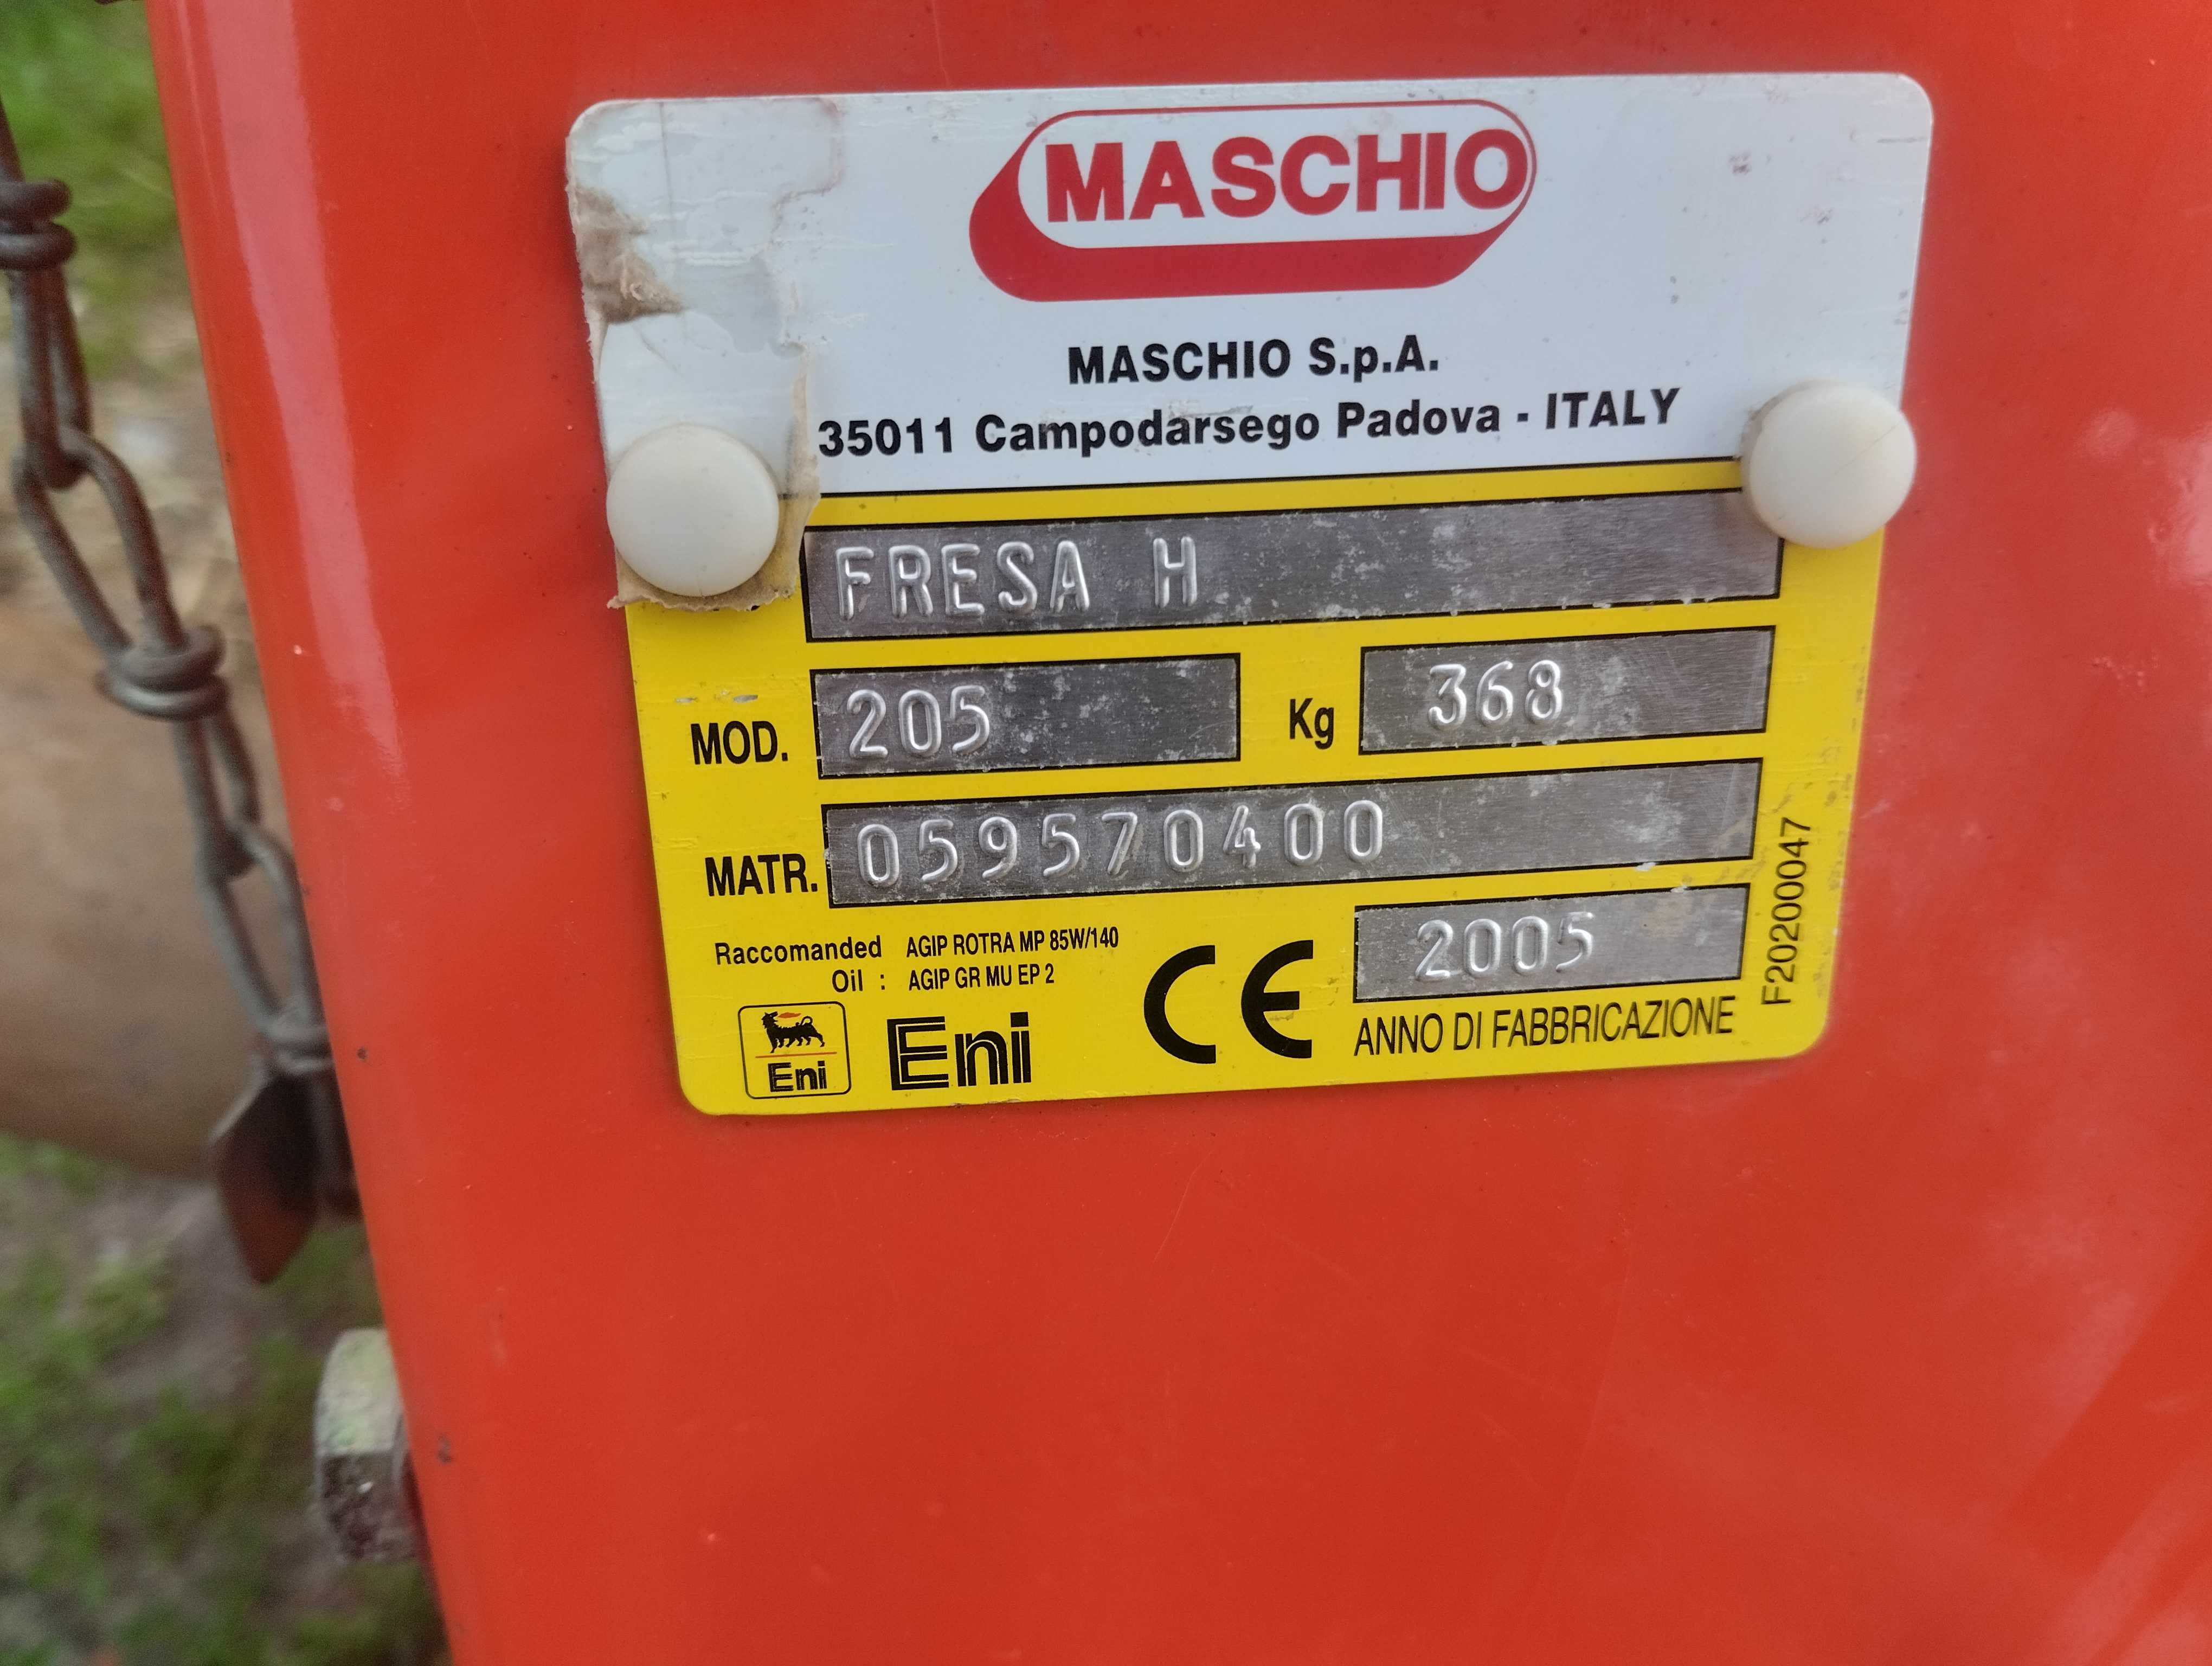 MASCHIO
MASCHIO S.p.A.
35011 Campodarsego Padova - ITALY
FRESA H
MOD. 205 Kg 368
MATR. 059570400
Raccomanded AGIP ROTRA MP 85W/140
Oil : AGIP GR MU EP 2
Eni
Eni
CE
2005
ANNO DI FABBRICAZIONE
F20200047